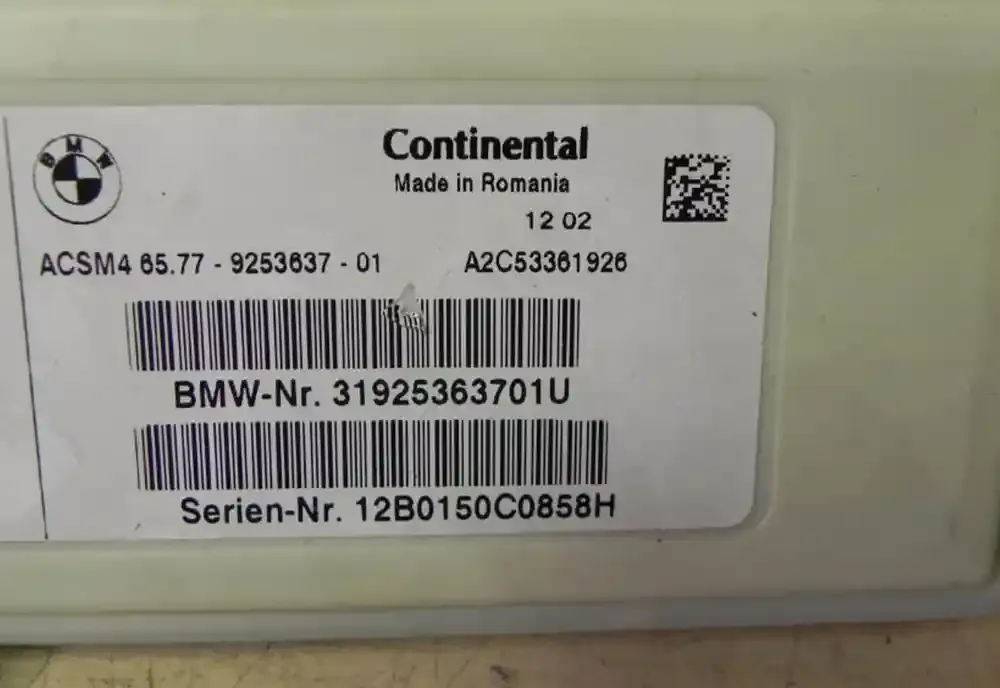 BMW
Continental
Made in Romania
12 02
ACSM4 65.77 - 9253637 - 01 A2C53361926
BMW-Nr. 31925363701U
Serien-Nr. 12B0150C0858H